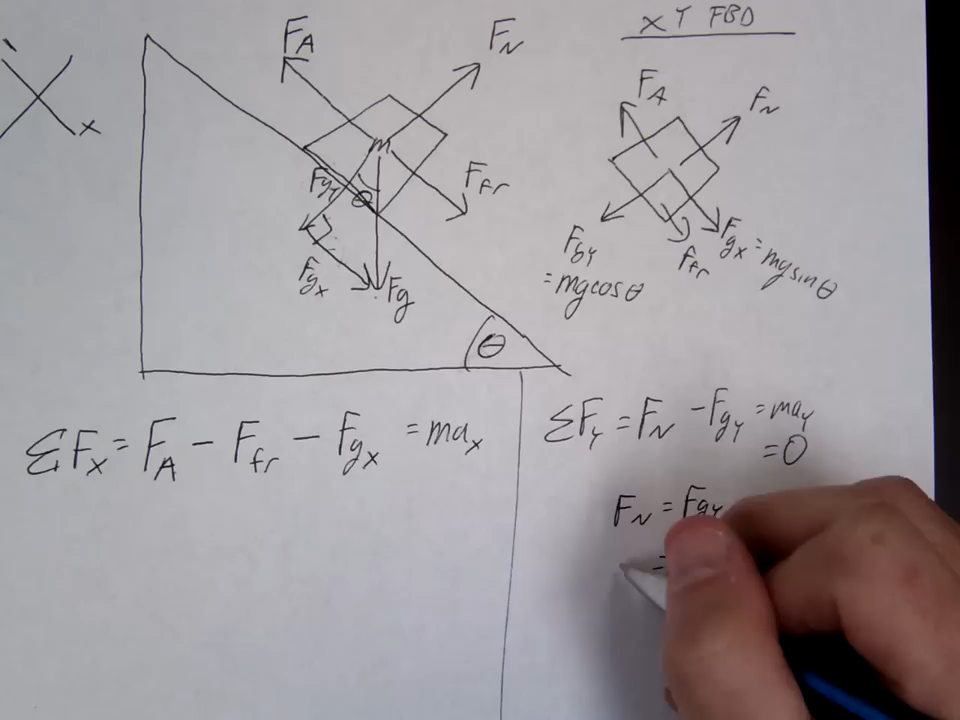 x
F_A
F_N
m
F_fr
F_gy
θ
F_gx
F_g
θ
XY FBD
F_A
F_N
F_gy
= mg cos θ
f_fr
F_gx = mg sin θ
ΣF_x = F_A - F_fr - F_gx = ma_x
ΣF_y = F_N - F_gy = ma_y
= 0
F_N = F_gy
=